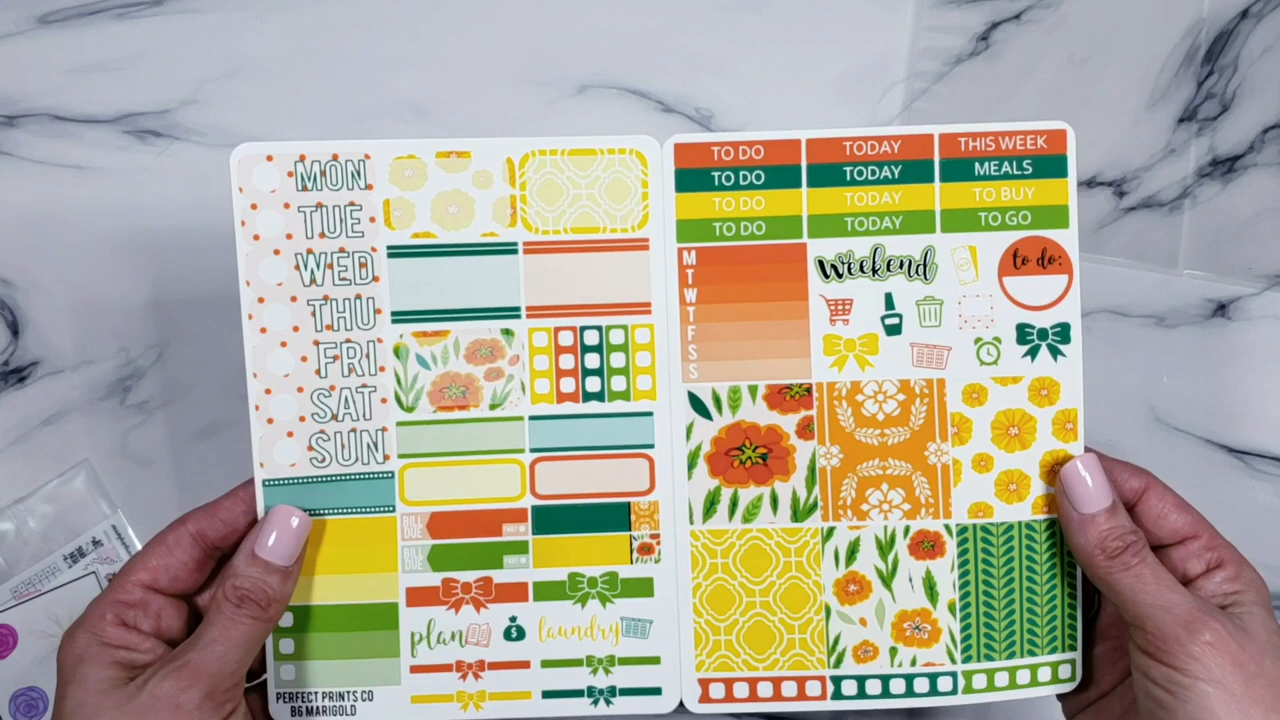 MON
TUE
WED
THU
FRI
SAT
SUN
BILL DUE
PAID
BILL DUE
PAID
plan
$
laundry
PERFECT PRINTS CO
B6 MARIGOLD
TO DO
TODAY
THIS WEEK
TO DO
TODAY
MEALS
TO DO
TODAY
TO BUY
TO DO
TODAY
TO GO
M
T
W
T
F
S
S
weekend
to do: